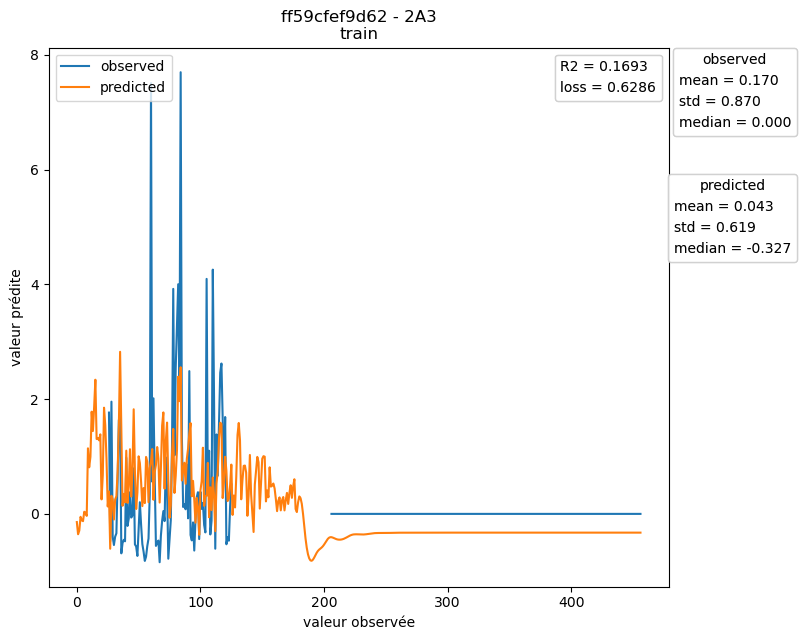 ff59cfef9d62 - 2A3
train
observed
predicted
R2 = 0.1693
loss = 0.6286
observed
mean = 0.170
std = 0.870
median = 0.000
predicted
mean = 0.043
std = 0.619
median = -0.327
valeur prédite
8
6
4
2
0
0 100 200 300 400
valeur observée